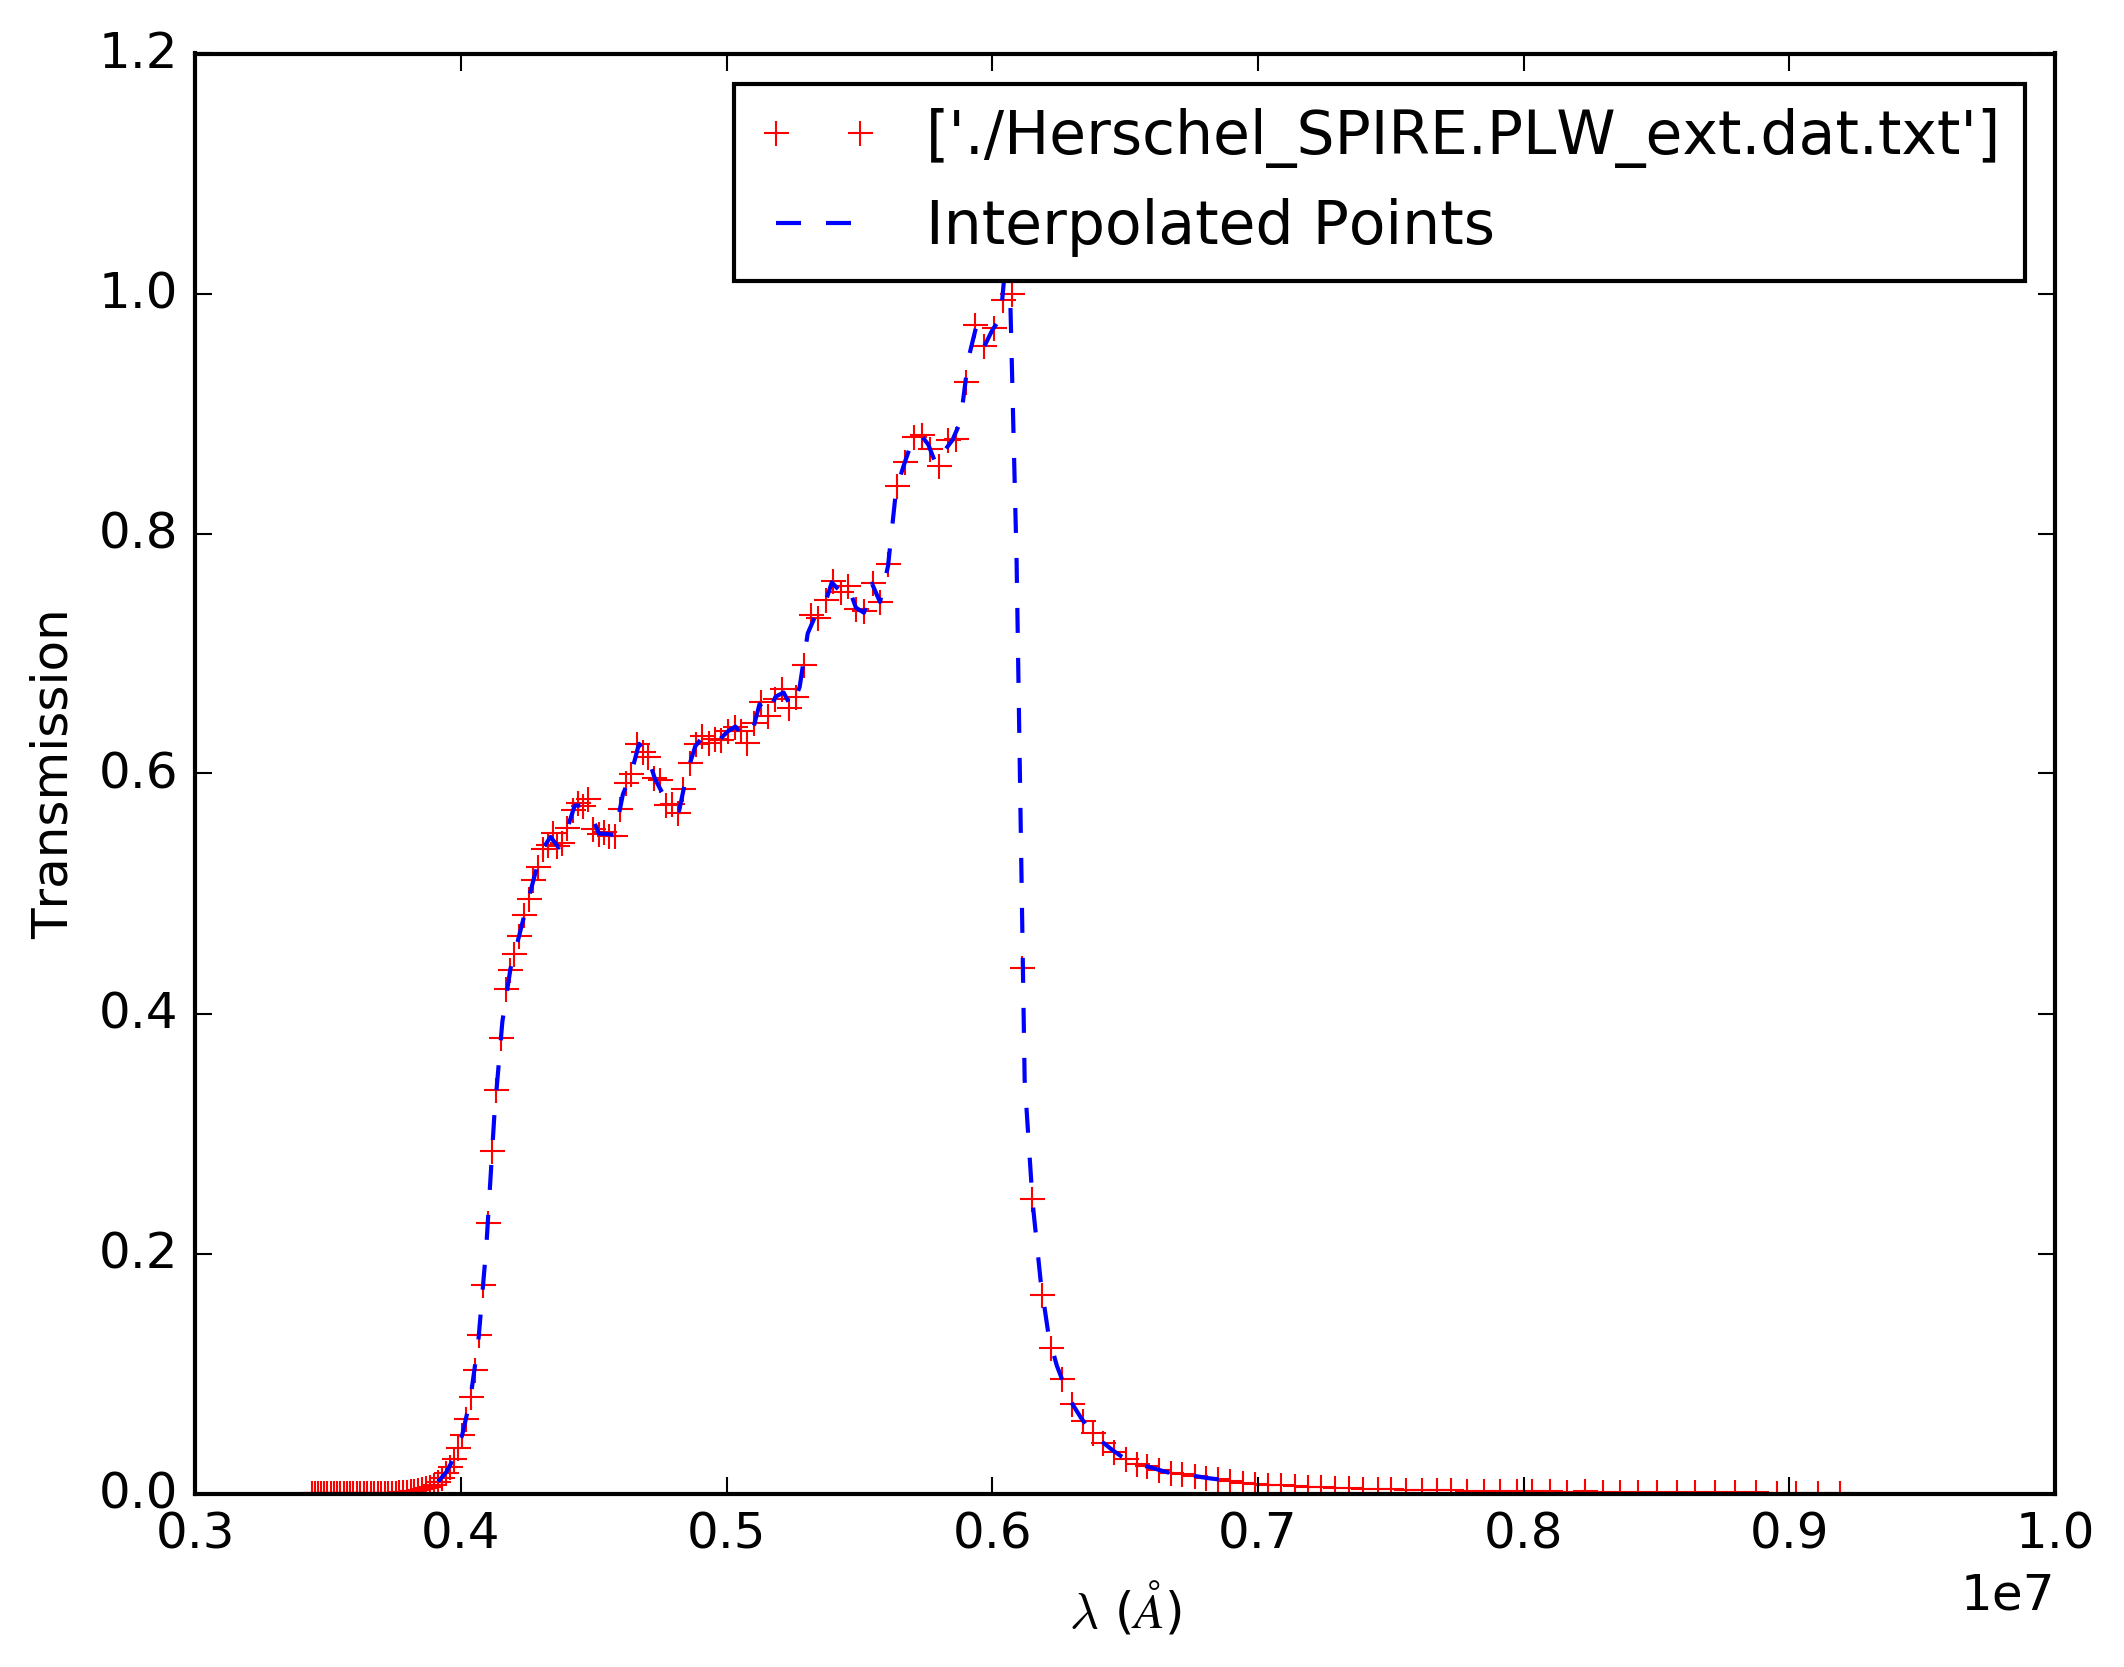 1.2
1.0
0.8
0.6
0.4
0.2
0.0
Transmission
['./Herschel_SPIRE.PLW_ext.dat.txt']
Interpolated Points
0.3 0.4 0.5 0.6 0.7 0.8 0.9 1.0
1e7
λ (Å)